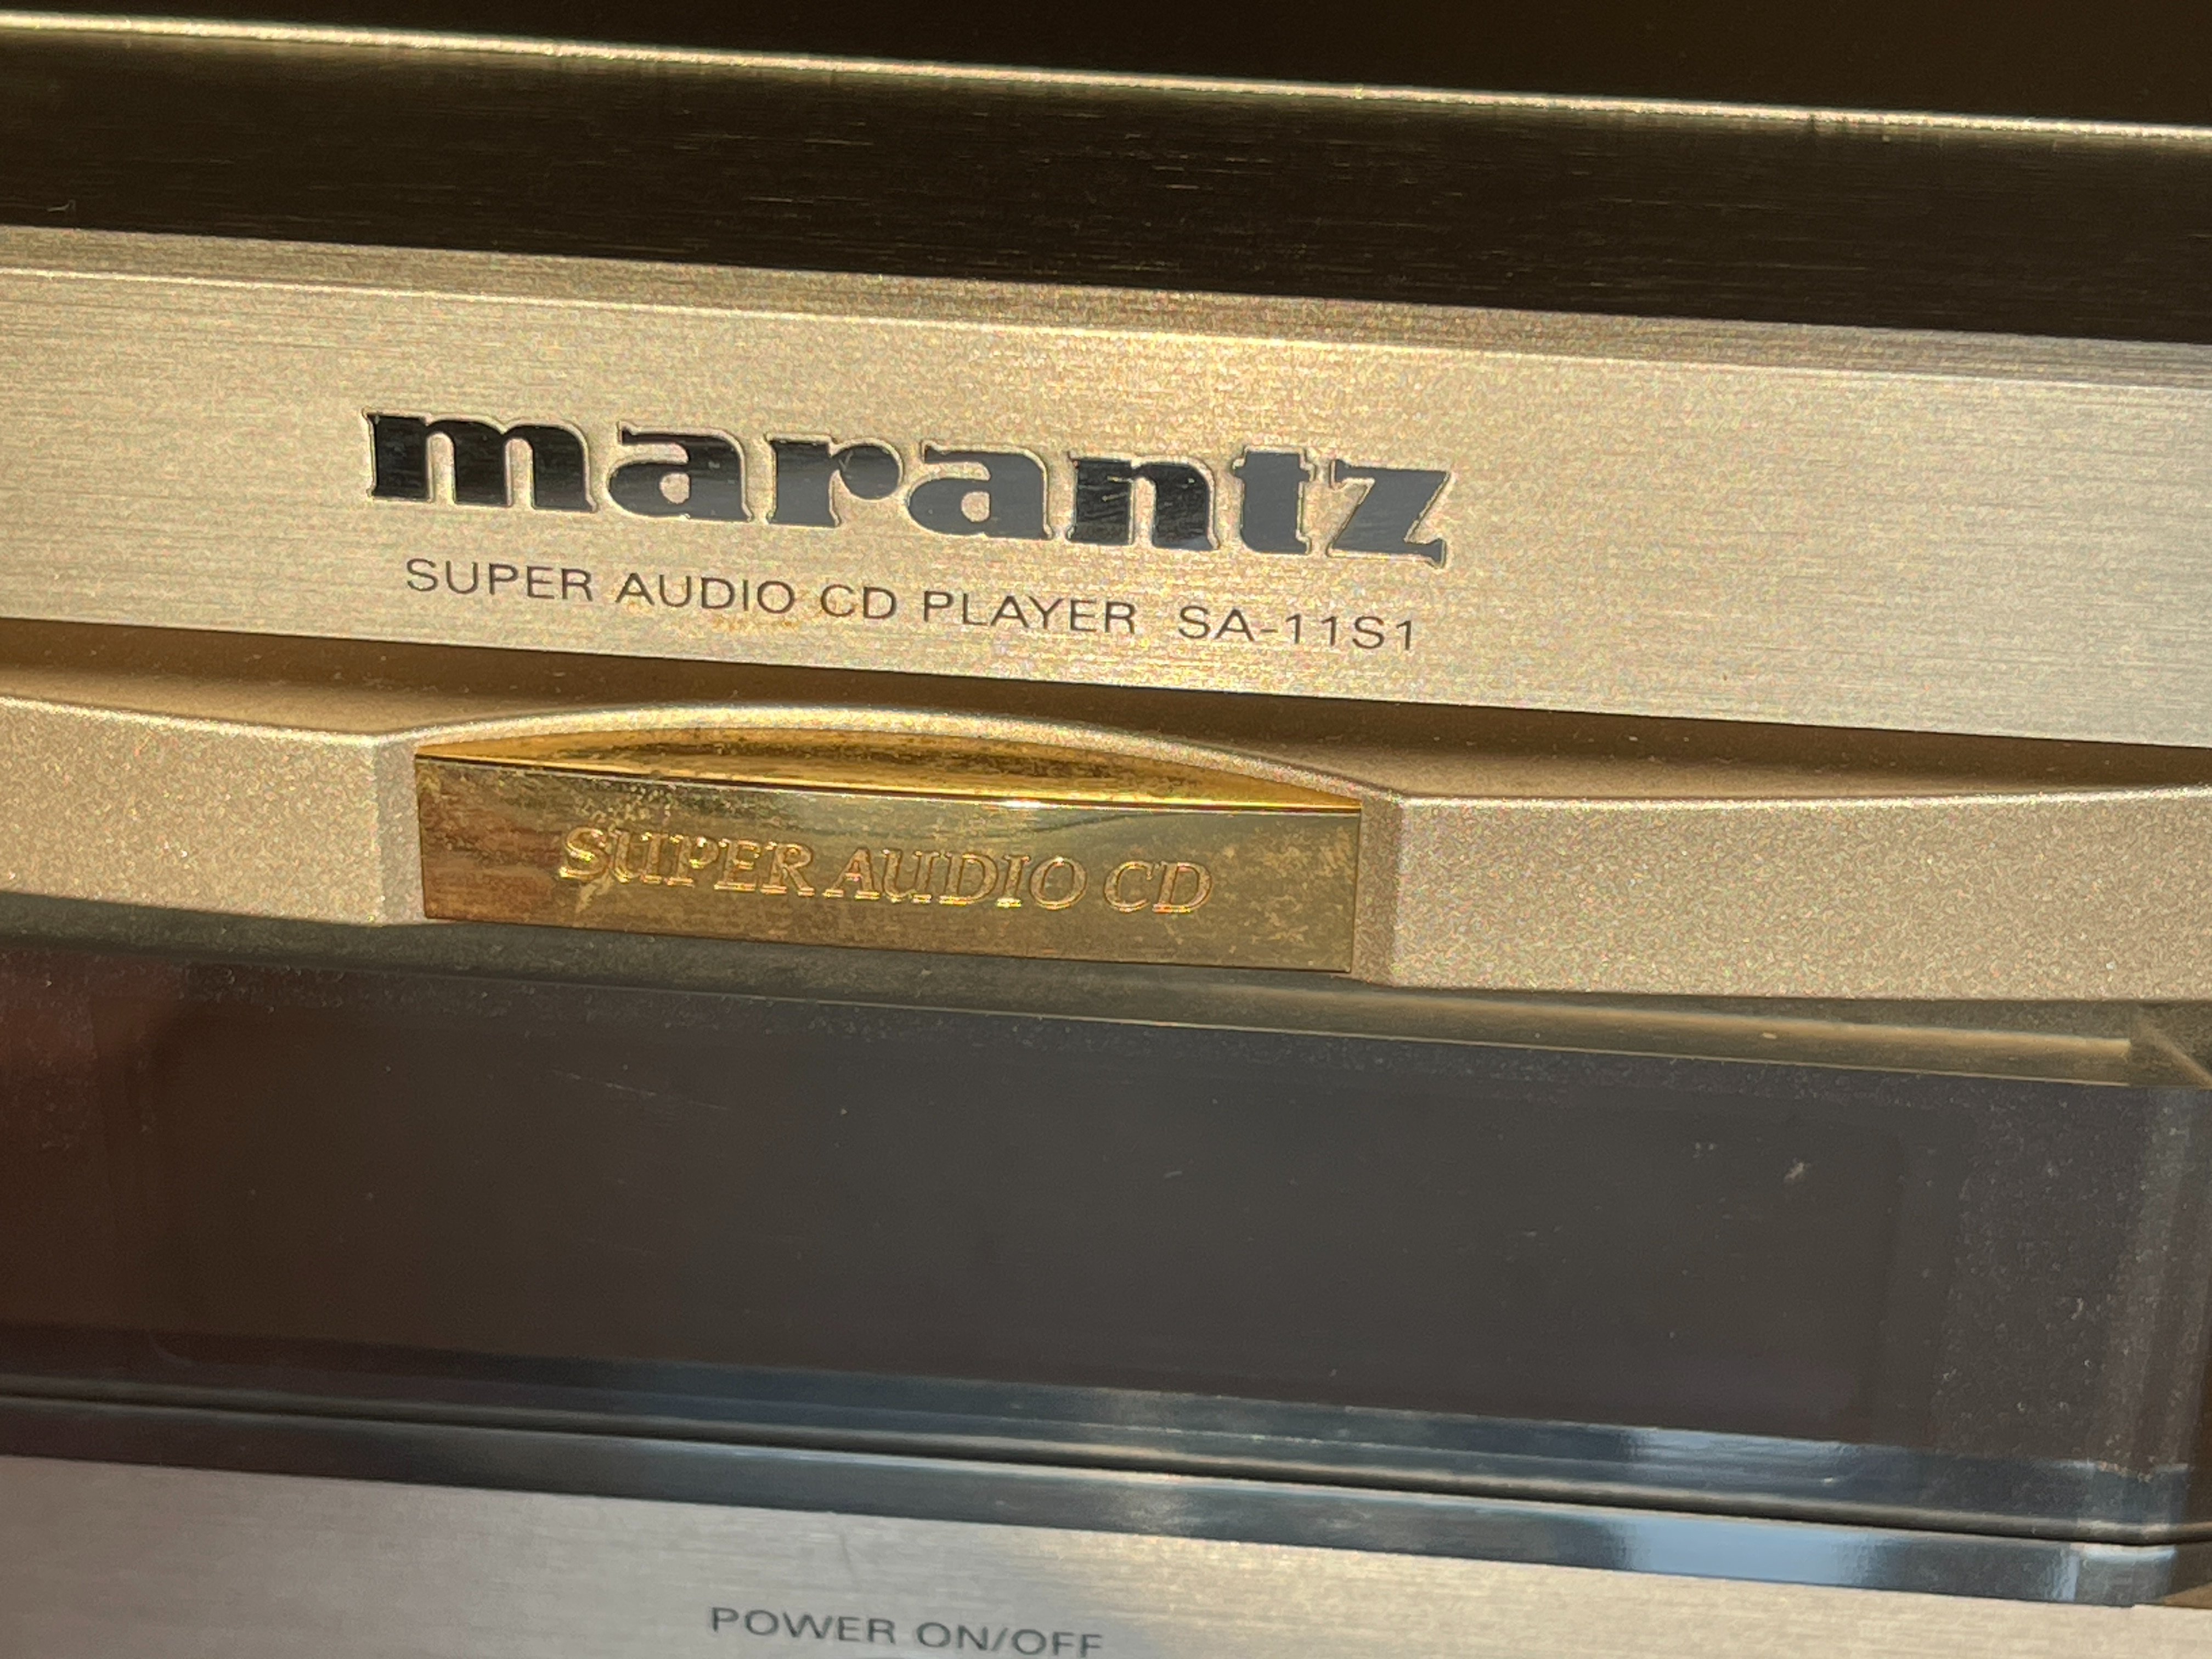 marantz
SUPER AUDIO CD PLAYER SA-11S1
SUPER AUDIO CD
POWER ON/OFF